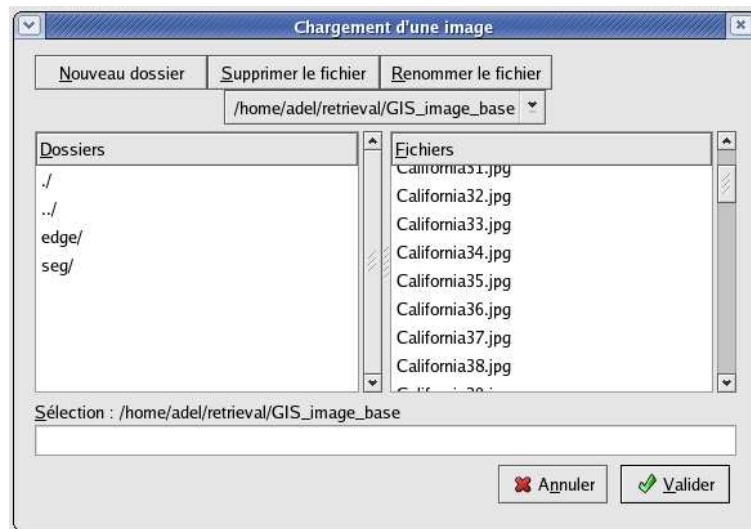 Chargement d'une image
Nouveau dossier Supprimer le fichier Renommer le fichier
/home/adel/retrieval/GIS_image_base
Dossiers
./
../
edge/
seg/
Fichiers
California31.jpg
California32.jpg
California33.jpg
California34.jpg
California35.jpg
California36.jpg
California37.jpg
California38.jpg
Sélection : /home/adel/retrieval/GIS_image_base
Annuler Valider